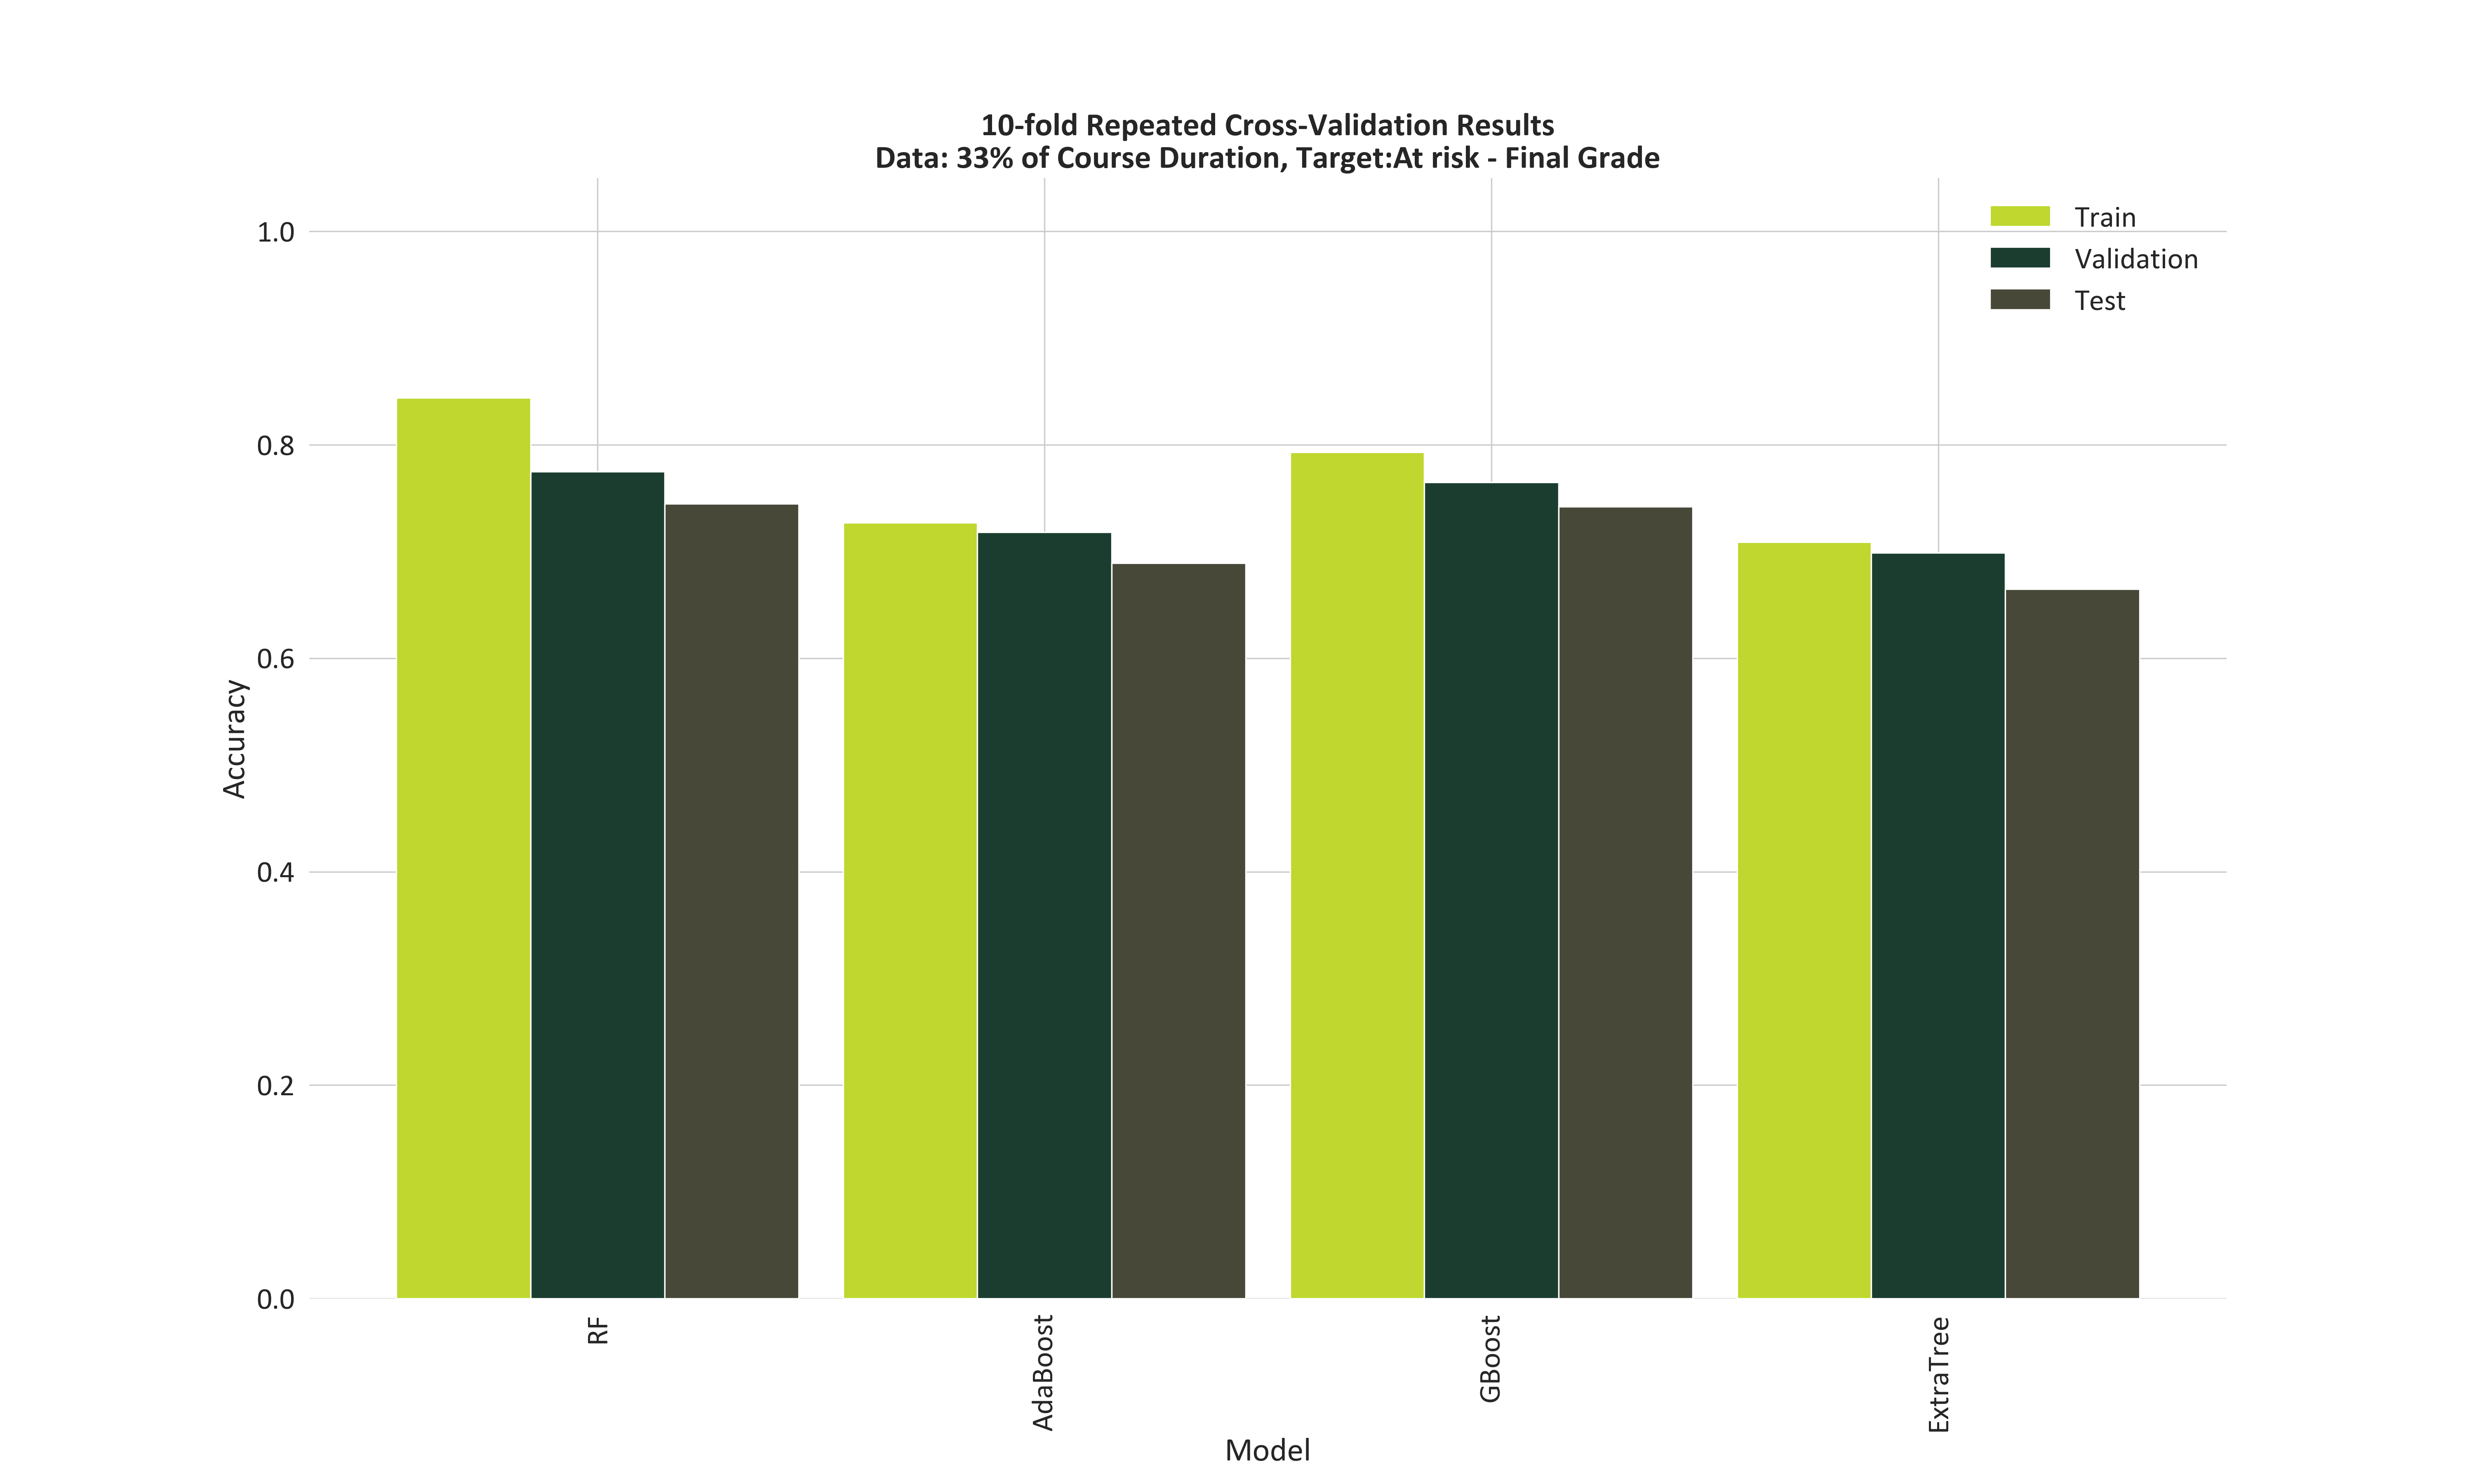 10-fold Repeated Cross-Validation Results
Data: 33% of Course Duration, Target:At risk - Final Grade
Train
Validation
Test
1.0
0.8
0.6
0.4
0.2
0.0
Accuracy
RF
AdaBoost
GBoost
ExtraTree
Model